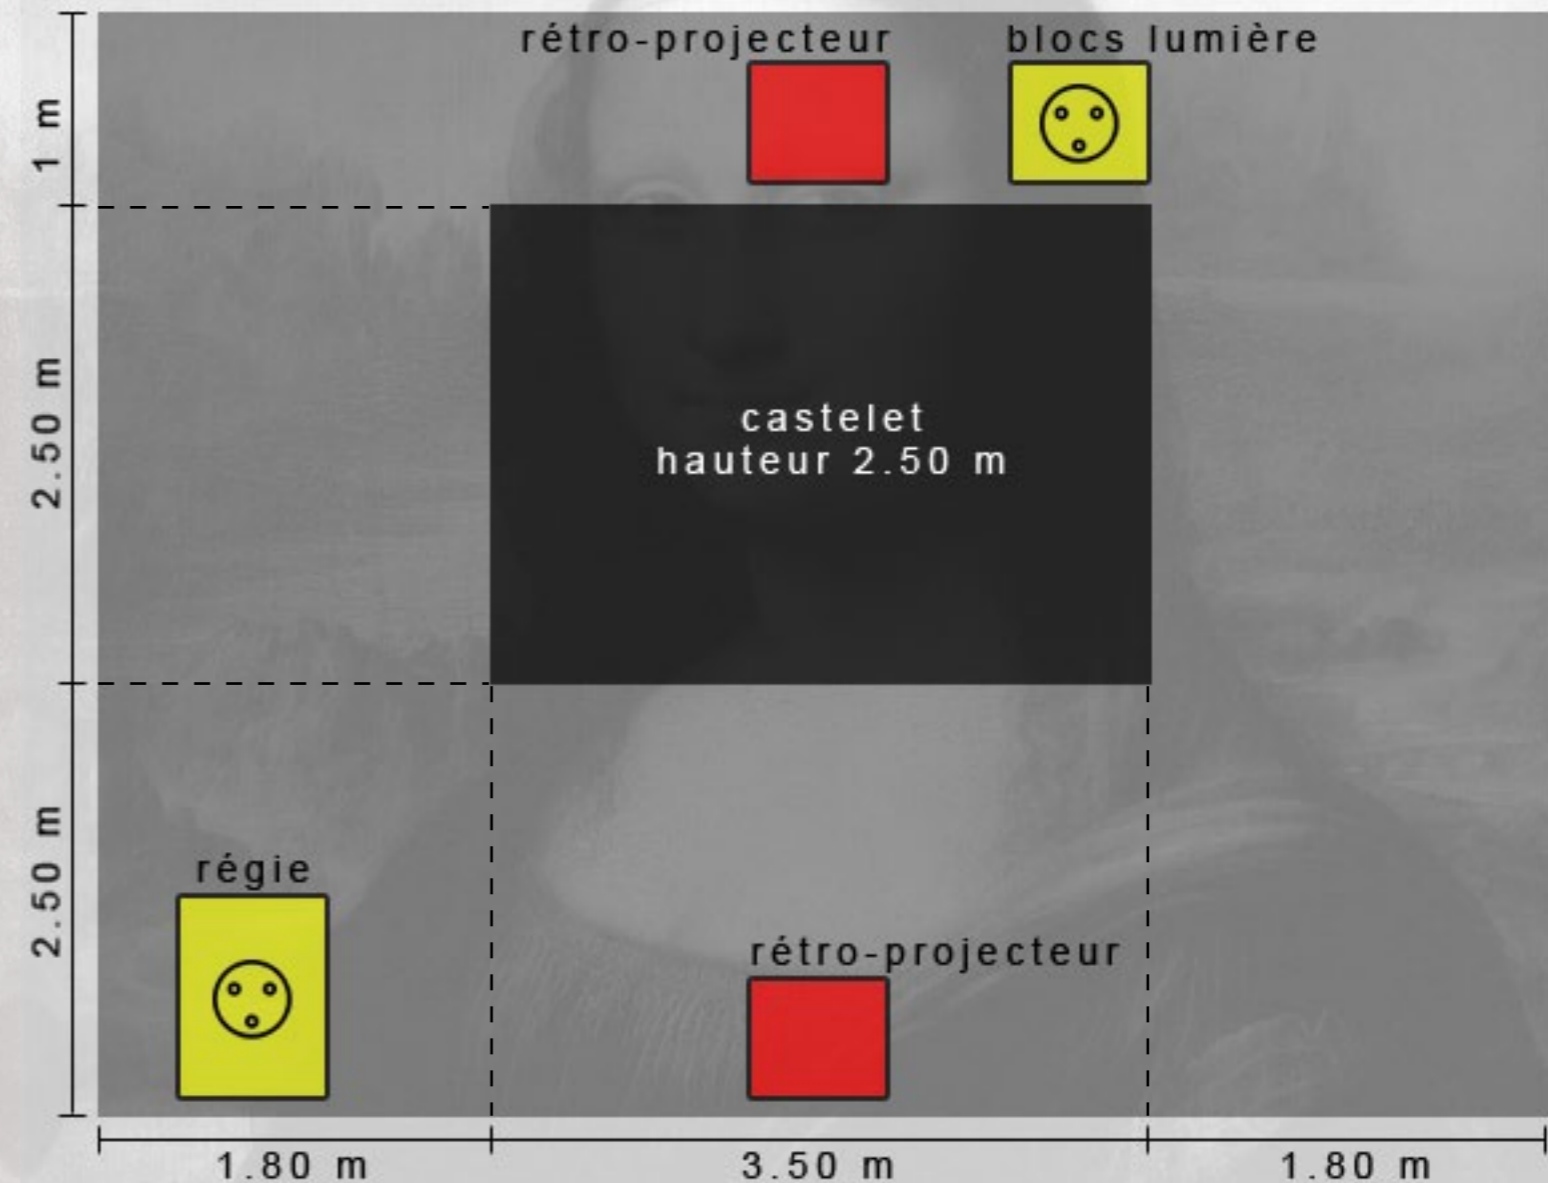 rétro-projecteur
blocs lumière
1 m
2.50 m
castelet
hauteur 2.50 m
2.50 m
régie
rétro-projecteur
1.80 m
3.50 m
1.80 m